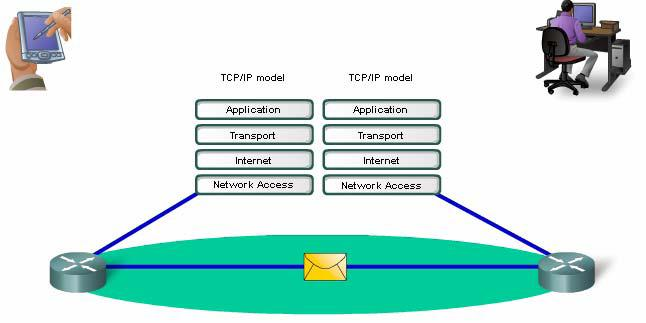 TCP/IP model TCP/IP model
Application Application
Transport Transport
Internet Internet
Network Access Network Access